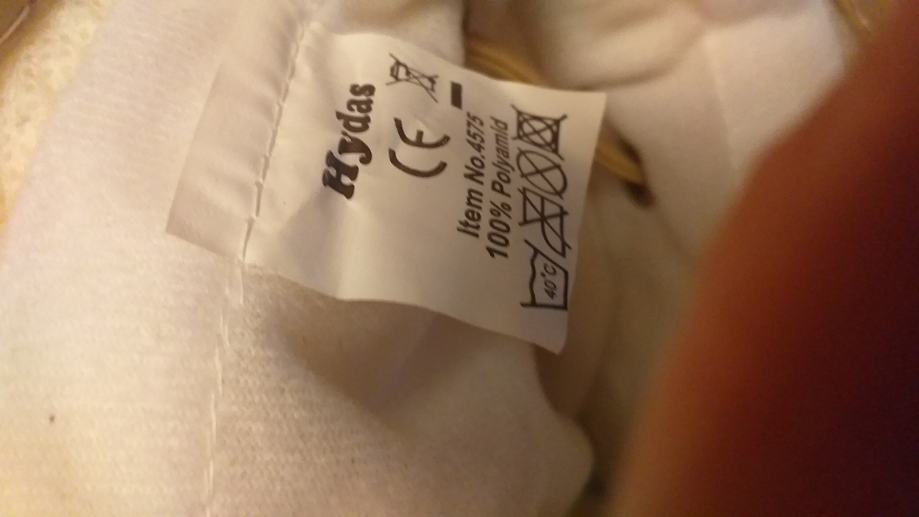 Hydas
CE
Item No.4575
100% Polyamid
40°C